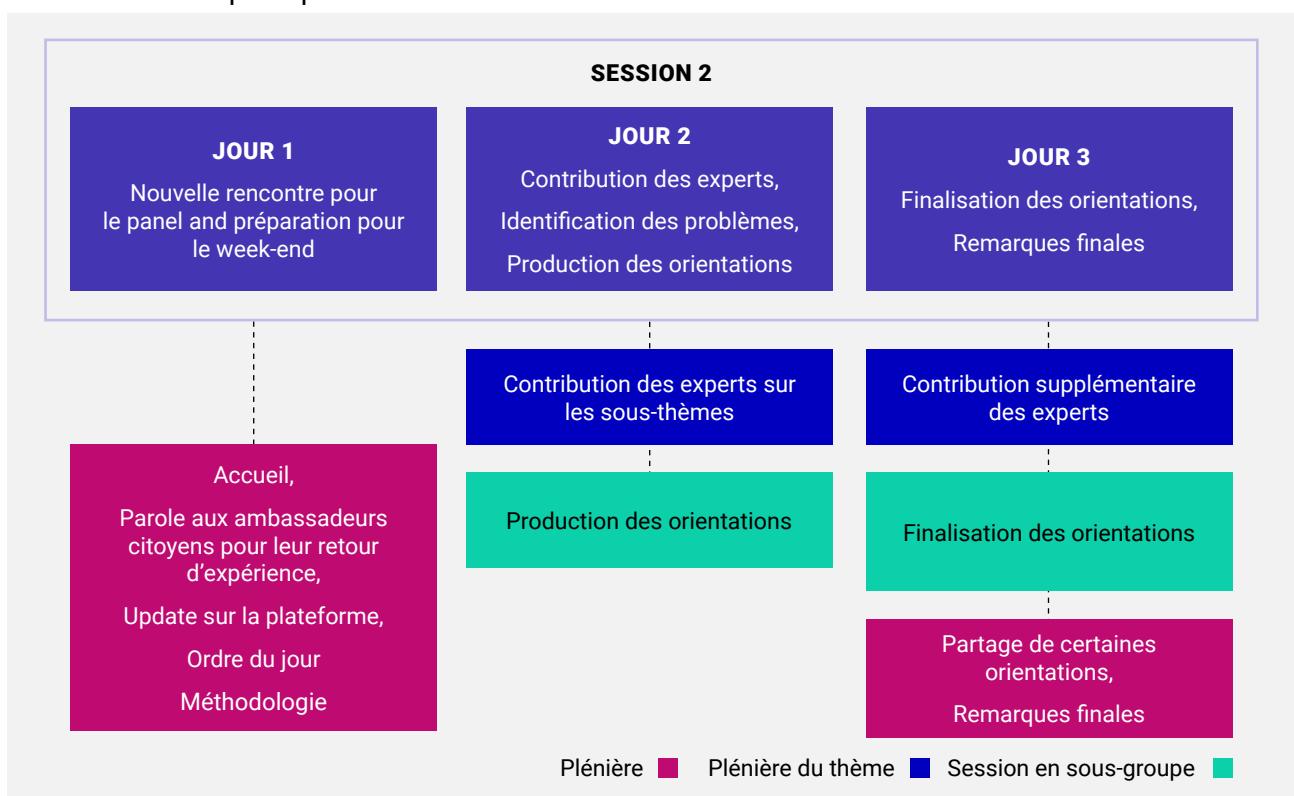 SESSION 2
JOUR 1
Nouvelle rencontre pour
le panel and préparation pour
le week-end
JOUR 2
Contribution des experts,
Identification des problèmes,
Production des orientations
JOUR 3
Finalisation des orientations,
Remarques finales
Accueil,
Parole aux ambassadeurs
citoyens pour leur retour
d'expérience,
Update sur la plateforme,
Ordre du jour
Méthodologie
Contribution des experts sur
les sous-thèmes
Production des orientations
Contribution supplémentaire
des experts
Finalisation des orientations
Partage de certaines
orientations,
Remarques finales
Plénière Plénière du thème Session en sous-groupe